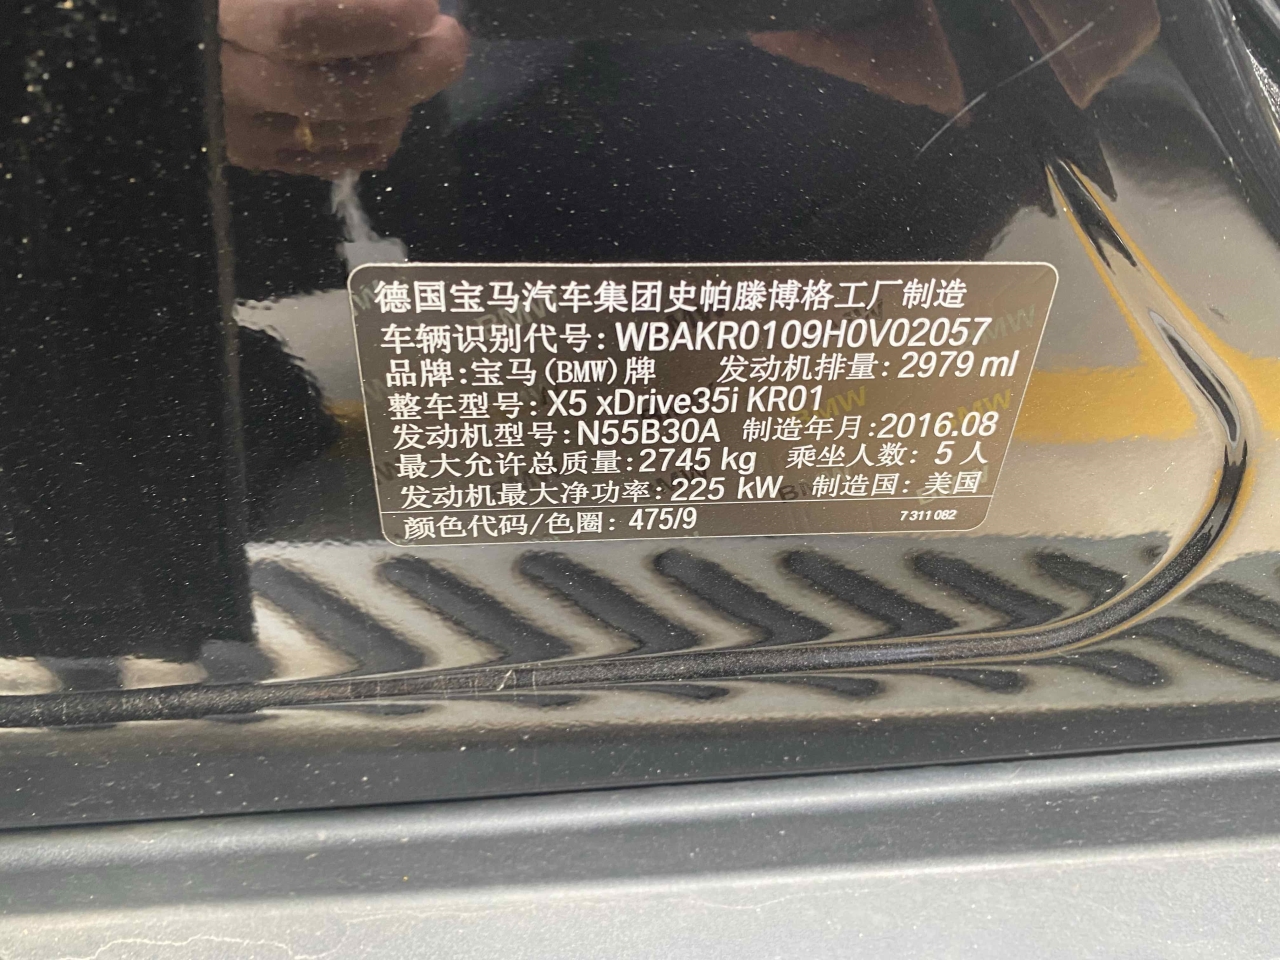 德国宝马汽车集团史帕滕博格工厂制造
车辆识别代号: WBAKR0109H0V02057
品牌: 宝马(BMW)牌 发动机排量: 2979 ml
整车型号: X5 xDrive35i KR01
发动机型号: N55B30A 制造年月: 2016.08
最大允许总质量: 2745 kg 乘坐人数: 5 人
发动机最大净功率: 225 kW 制造国: 美国
颜色代码/色圈: 475/9 7 311 082